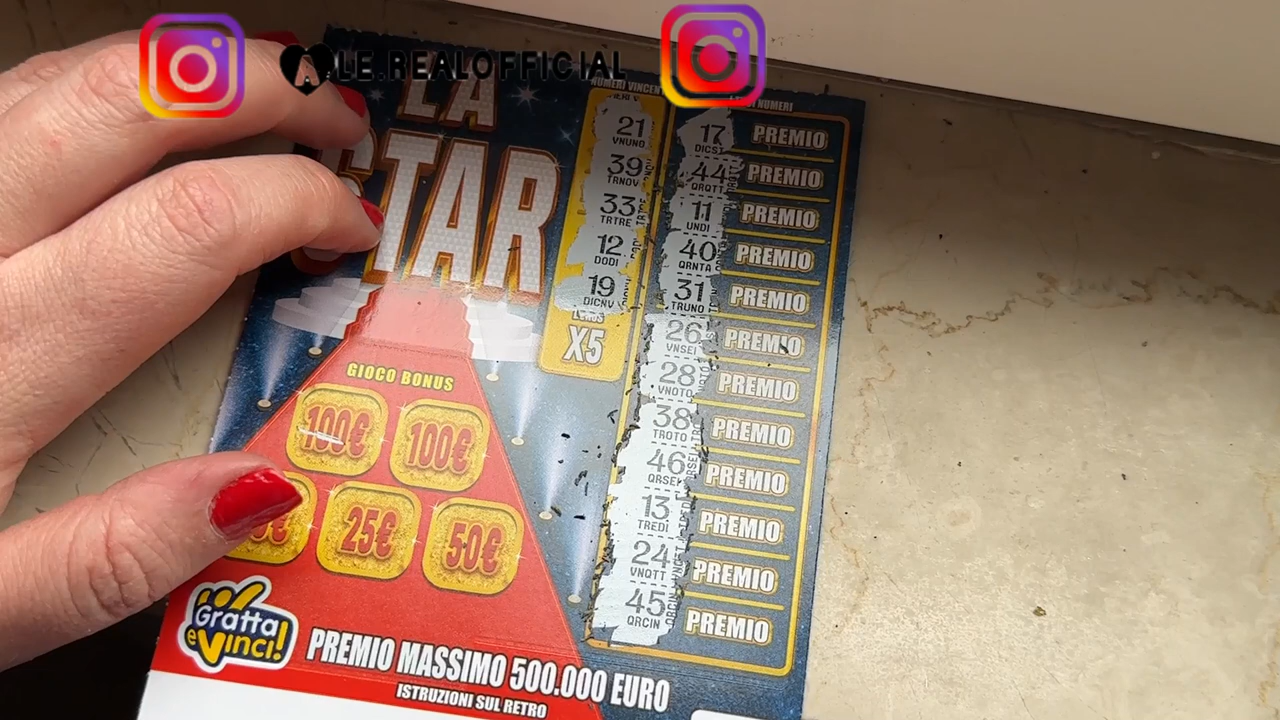 LE.REALOFFICIAL
LA
STAR
NUMERI VINCENTI
NUMERI
21
VNUNO
39
TRNOV
33
TRTRE
12
DODI
19
DICNV
X5
17
DICST
PREMIO
44
QRQTT
PREMIO
11
UNDI
PREMIO
40
QRNTA
PREMIO
31
TRUNO
PREMIO
26
VNSEI
PREMIO
28
VNOTO
PREMIO
38
TROTO
PREMIO
46
QRSEI
PREMIO
13
TREDI
PREMIO
24
VNQTT
PREMIO
45
QRCIN
PREMIO
GIOCO BONUS
100€
100€
25€
50€
Gratta
e Vinci!
PREMIO MASSIMO 500.000 EURO
ISTRUZIONI SUL RETRO